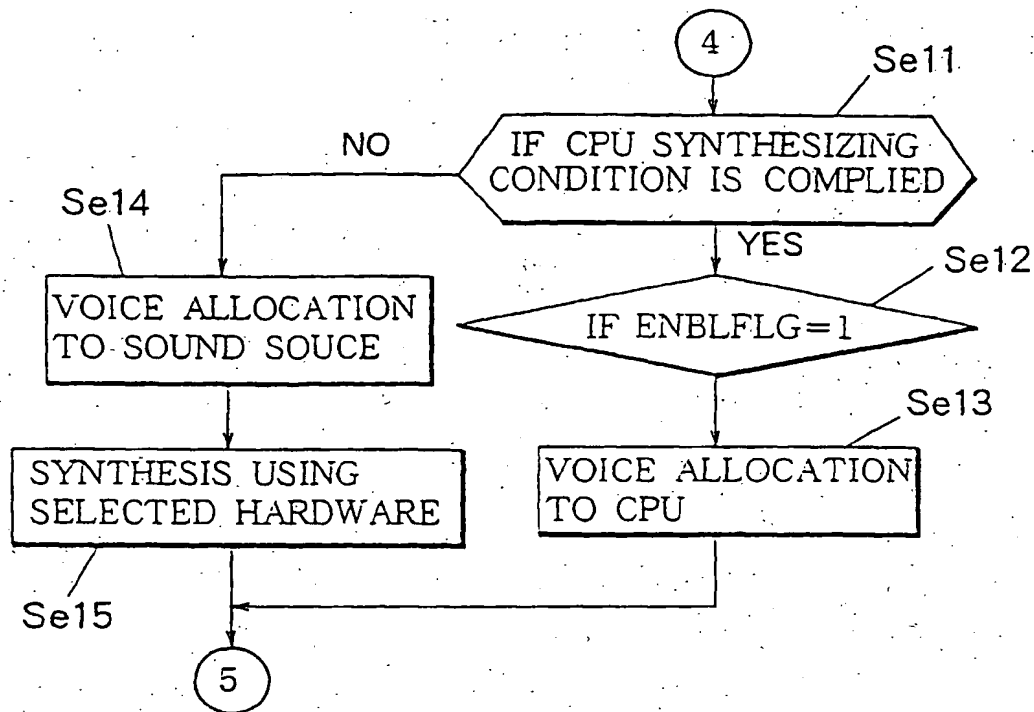 4
Se11
IF CPU SYNTHESIZING
CONDITION IS COMPLIED
NO
YES
Se14
VOICE ALLOCATION
TO SOUND SOUCE
Se12
IF ENBLFLG=1
Se13
VOICE ALLOCATION
TO CPU
SYNTHESIS USING
SELECTED HARDWARE
Se15
5